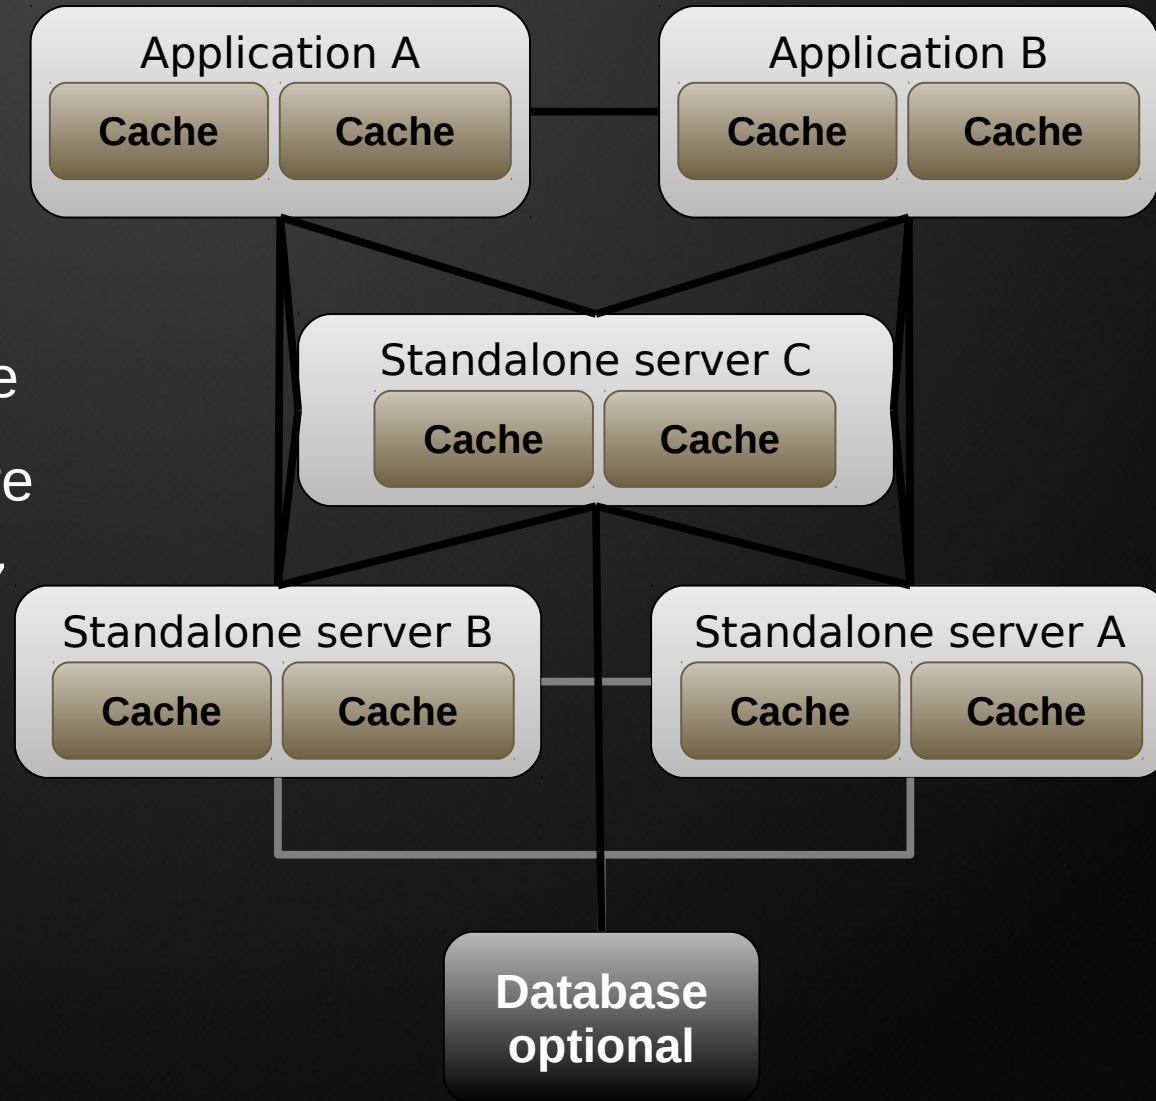 Application A
Cache
Cache
Application B
Cache
Cache
Standalone server C
Cache
Cache
Standalone server B
Cache
Cache
Standalone server A
Cache
Cache
Database
optional